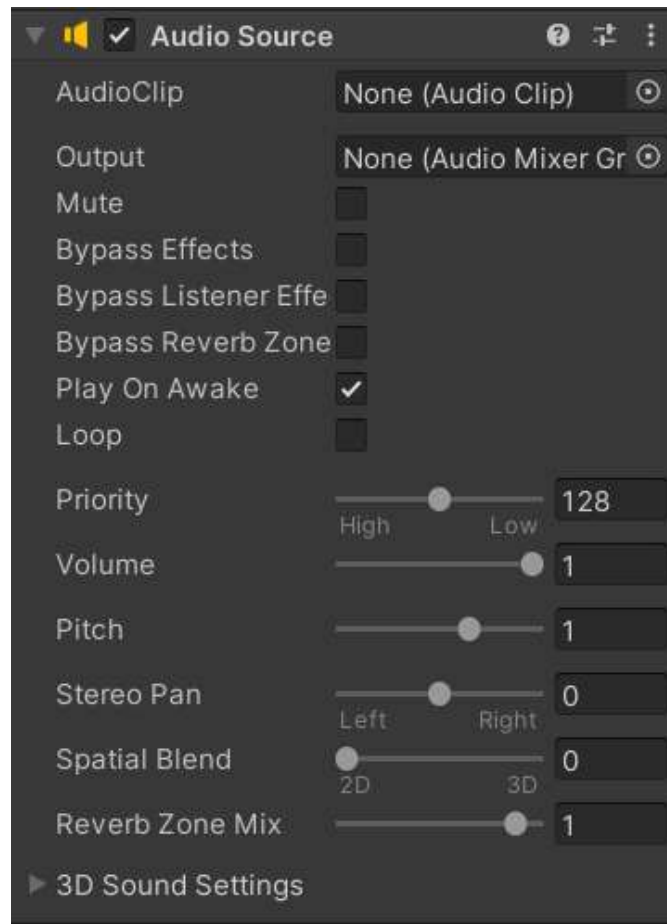 Audio Source
AudioClip None (Audio Clip)
Output None (Audio Mixer Gr
Mute
Bypass Effects
Bypass Listener Effe
Bypass Reverb Zone
Play On Awake
Loop
Priority 128
High Low
Volume 1
Pitch 1
Stereo Pan 0
Left Right
Spatial Blend 0
2D 3D
Reverb Zone Mix 1
3D Sound Settings